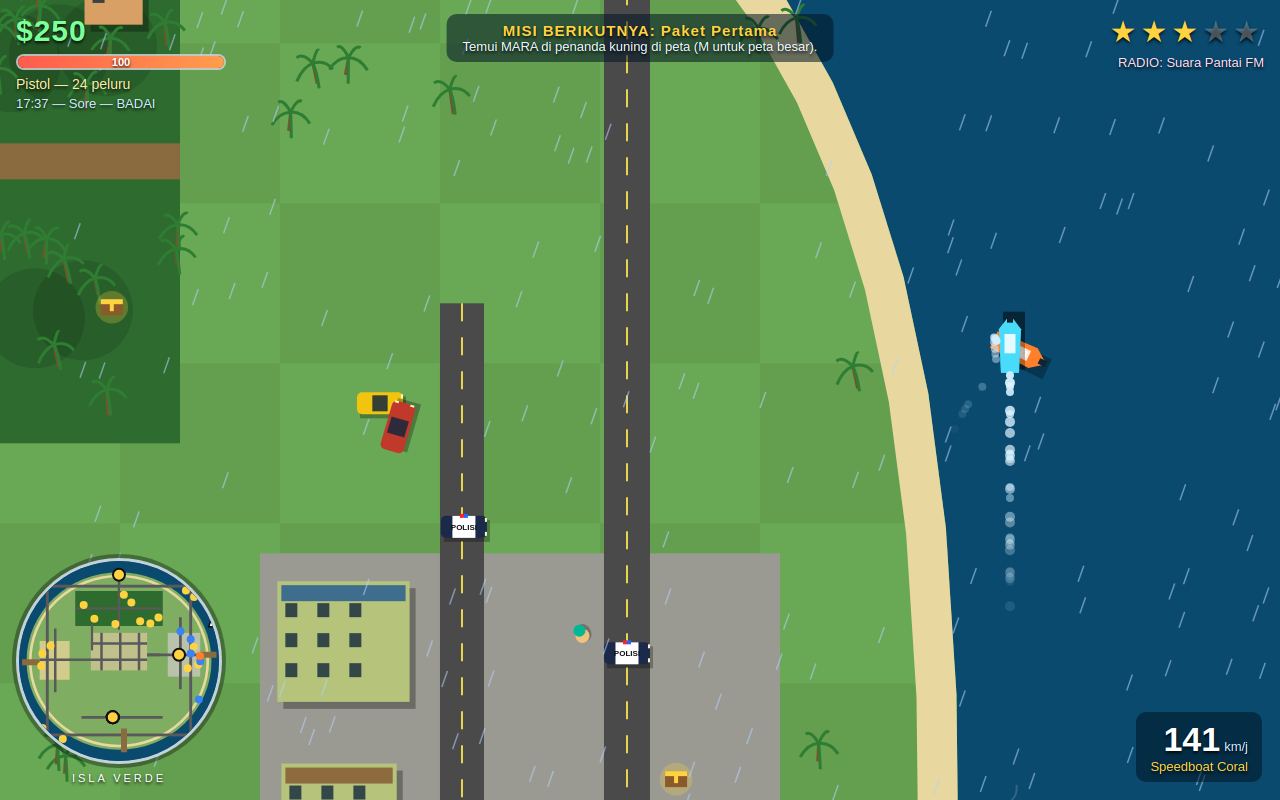 $250
100
Pistol — 24 peluru
17:37 — Sore — BADAI
MISI BERIKUTNYA: Paket Pertama
Temui MARA di penanda kuning di peta (M untuk peta besar).
★★★★★
RADIO: Suara Pantai FM
POLISI
POLISI
ISLA VERDE
141 km/j
Speedboat Coral